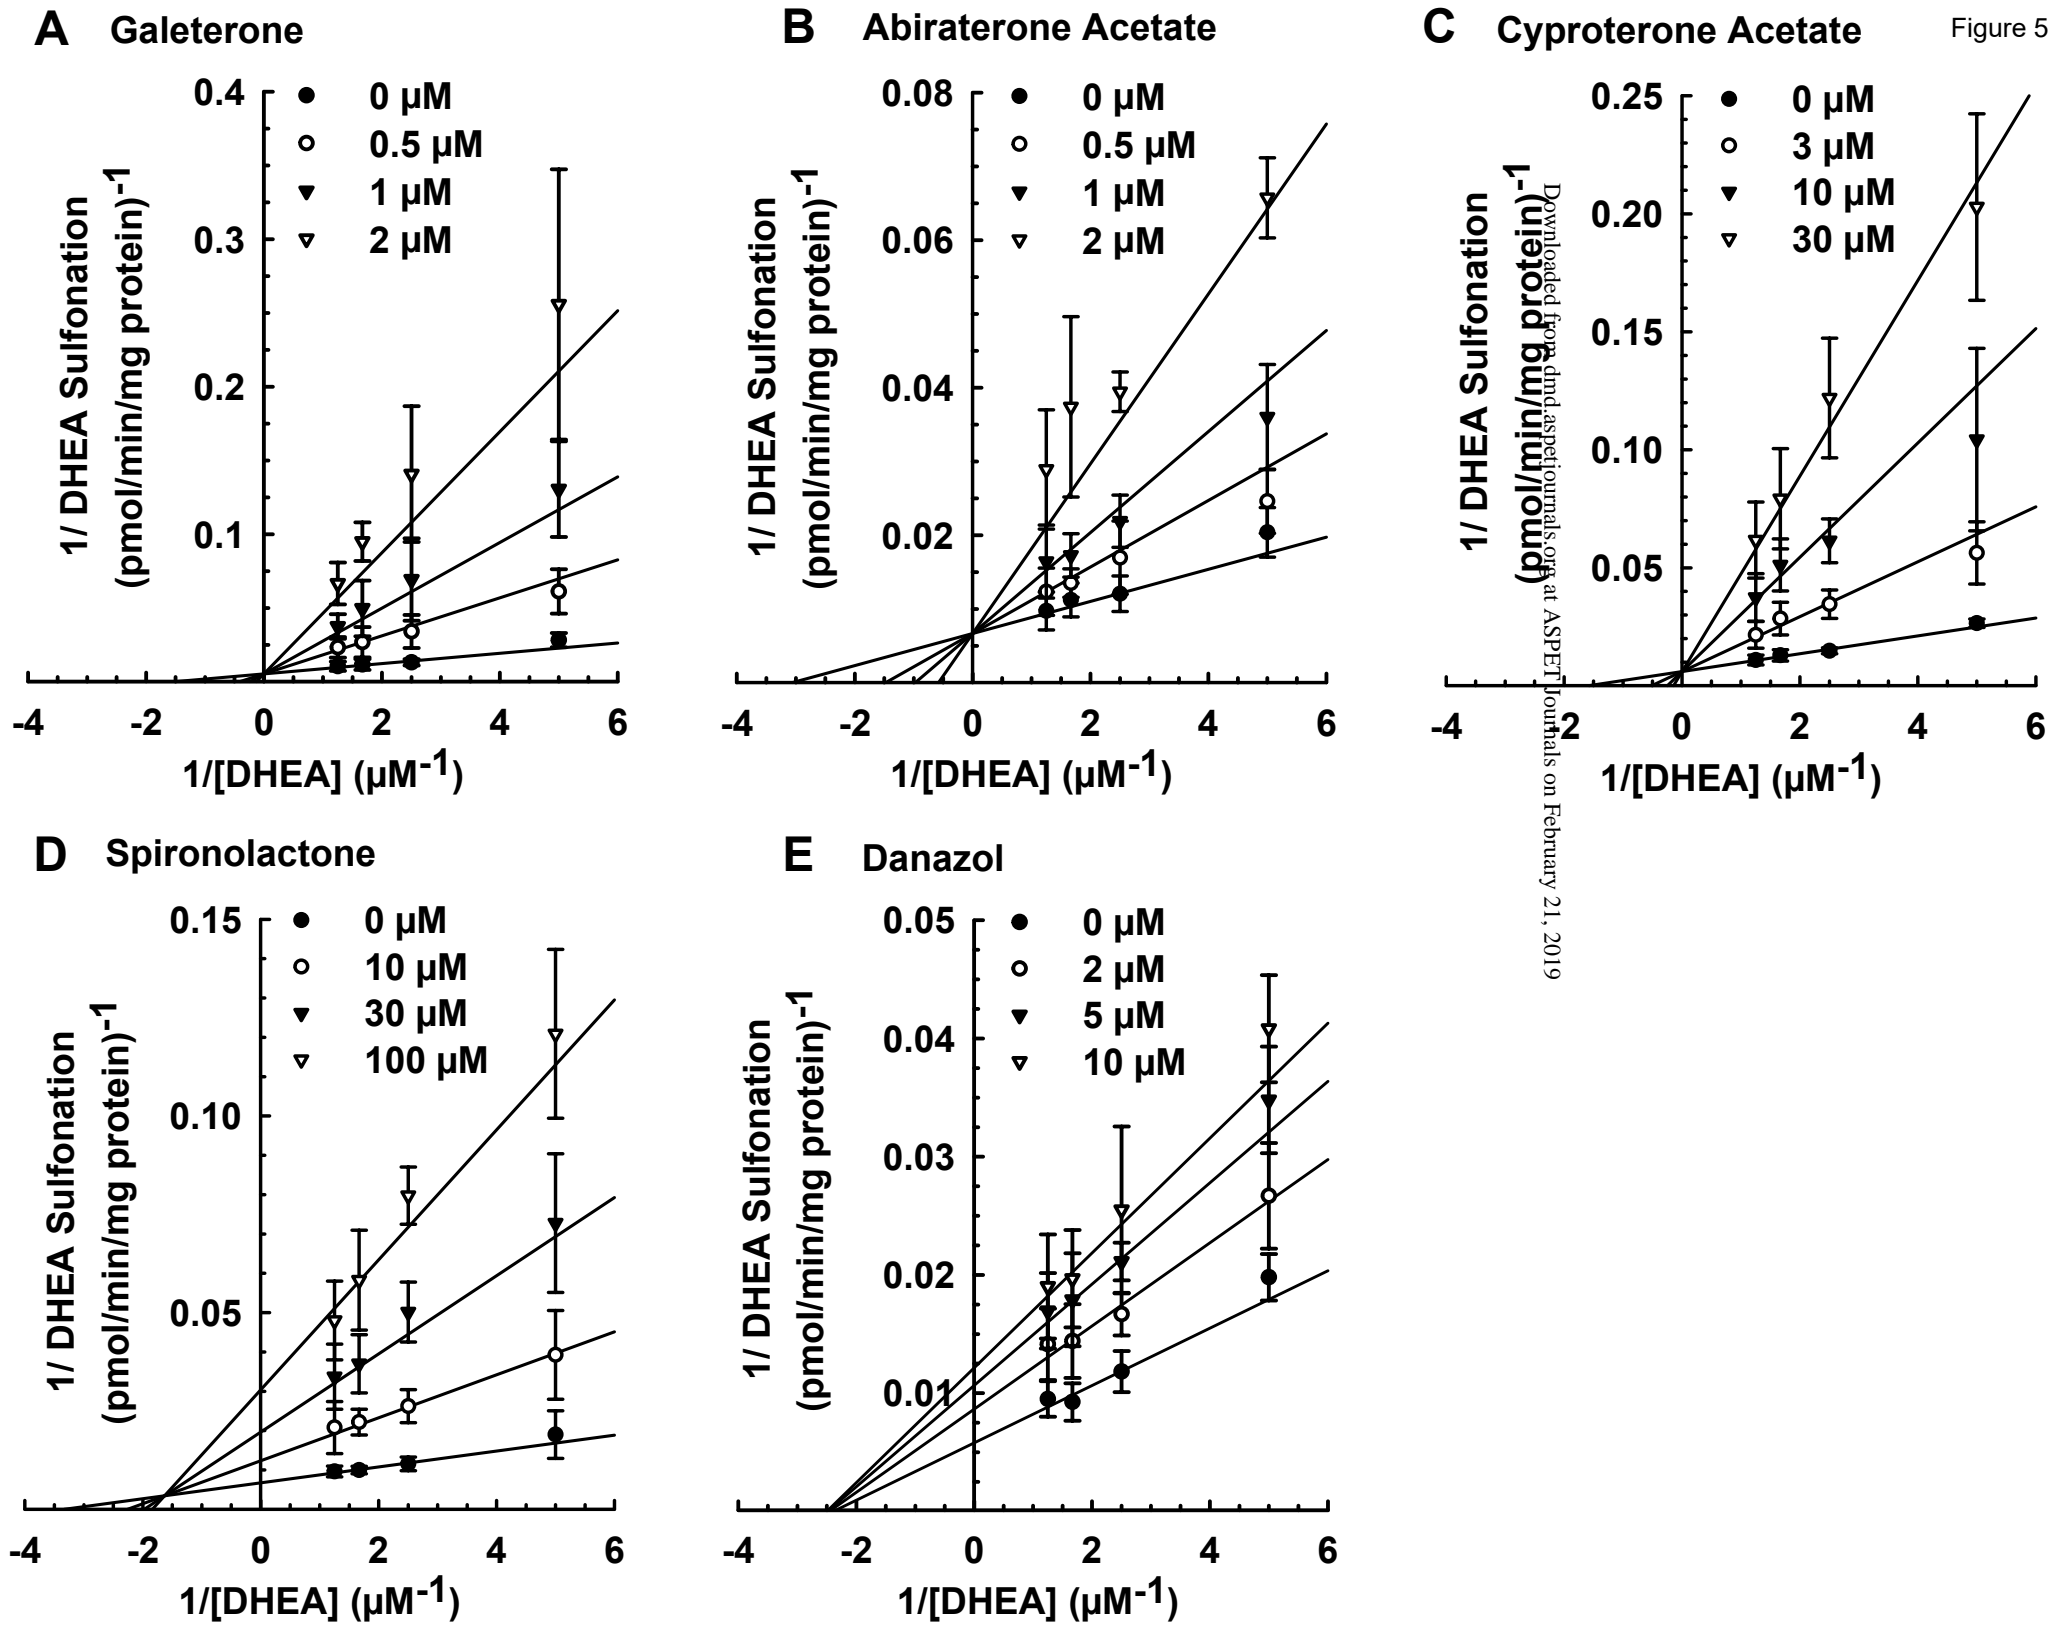 Figure 5
A Galeterone
0.4
0.3
0.2
0.1
0 µM
0.5 µM
1 µM
2 µM
1/ DHEA Sulfonation
(pmol/min/mg protein)-1
-4 -2 0 2 4 6
1/[DHEA] (µM-1)
B Abiraterone Acetate
0.08
0.06
0.04
0.02
0 µM
0.5 µM
1 µM
2 µM
1/ DHEA Sulfonation
(pmol/min/mg protein)-1
-4 -2 0 2 4 6
1/[DHEA] (µM-1)
C Cyproterone Acetate
0.25
0.20
0.15
0.10
0.05
0 µM
3 µM
10 µM
30 µM
1/ DHEA Sulfonation
(pmol/min/mg protein)-1
-4 -2 0 2 4 6
1/[DHEA] (µM-1)
Downloaded from dmd.aspetjournals.org at ASPET Journals on February 21, 2019
D Spironolactone
0.15
0.10
0.05
0 µM
10 µM
30 µM
100 µM
1/ DHEA Sulfonation
(pmol/min/mg protein)-1
-4 -2 0 2 4 6
1/[DHEA] (µM-1)
E Danazol
0.05
0.04
0.03
0.02
0.01
0 µM
2 µM
5 µM
10 µM
1/ DHEA Sulfonation
(pmol/min/mg protein)-1
-4 -2 0 2 4 6
1/[DHEA] (µM-1)